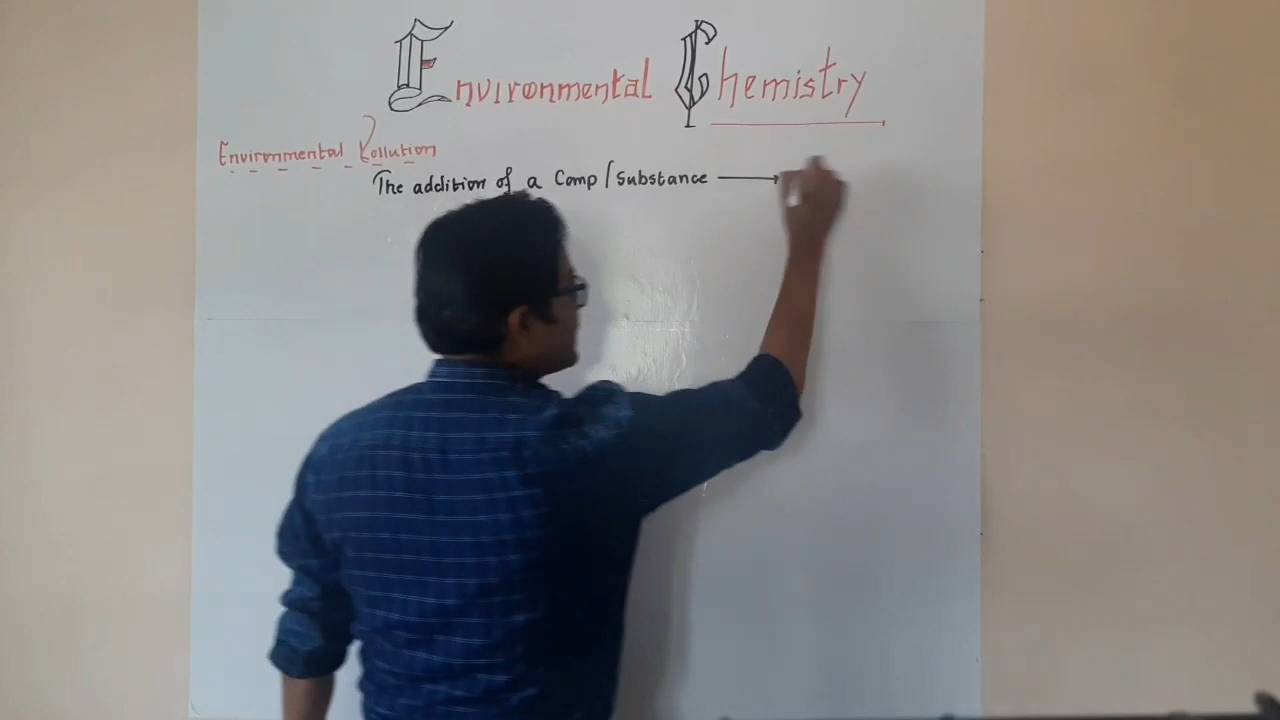 Environmental Chemistry
Environmental Pollution
The addition of a Comp/Substance →